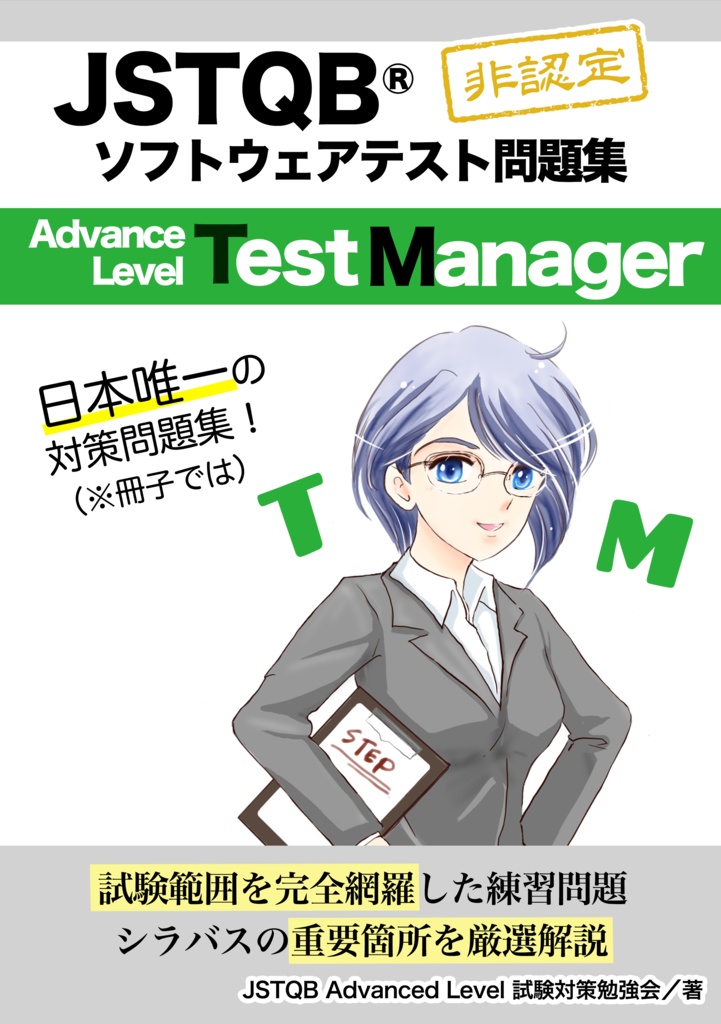 JSTQB®
非認定
ソフトウェアテスト問題集
Advance
Level
Test Manager
日本唯一の
対策問題集！
（※冊子では）
T
M
STEP
試験範囲を完全網羅した練習問題
シラバスの重要箇所を厳選解説
JSTQB Advanced Level 試験対策勉強会／著